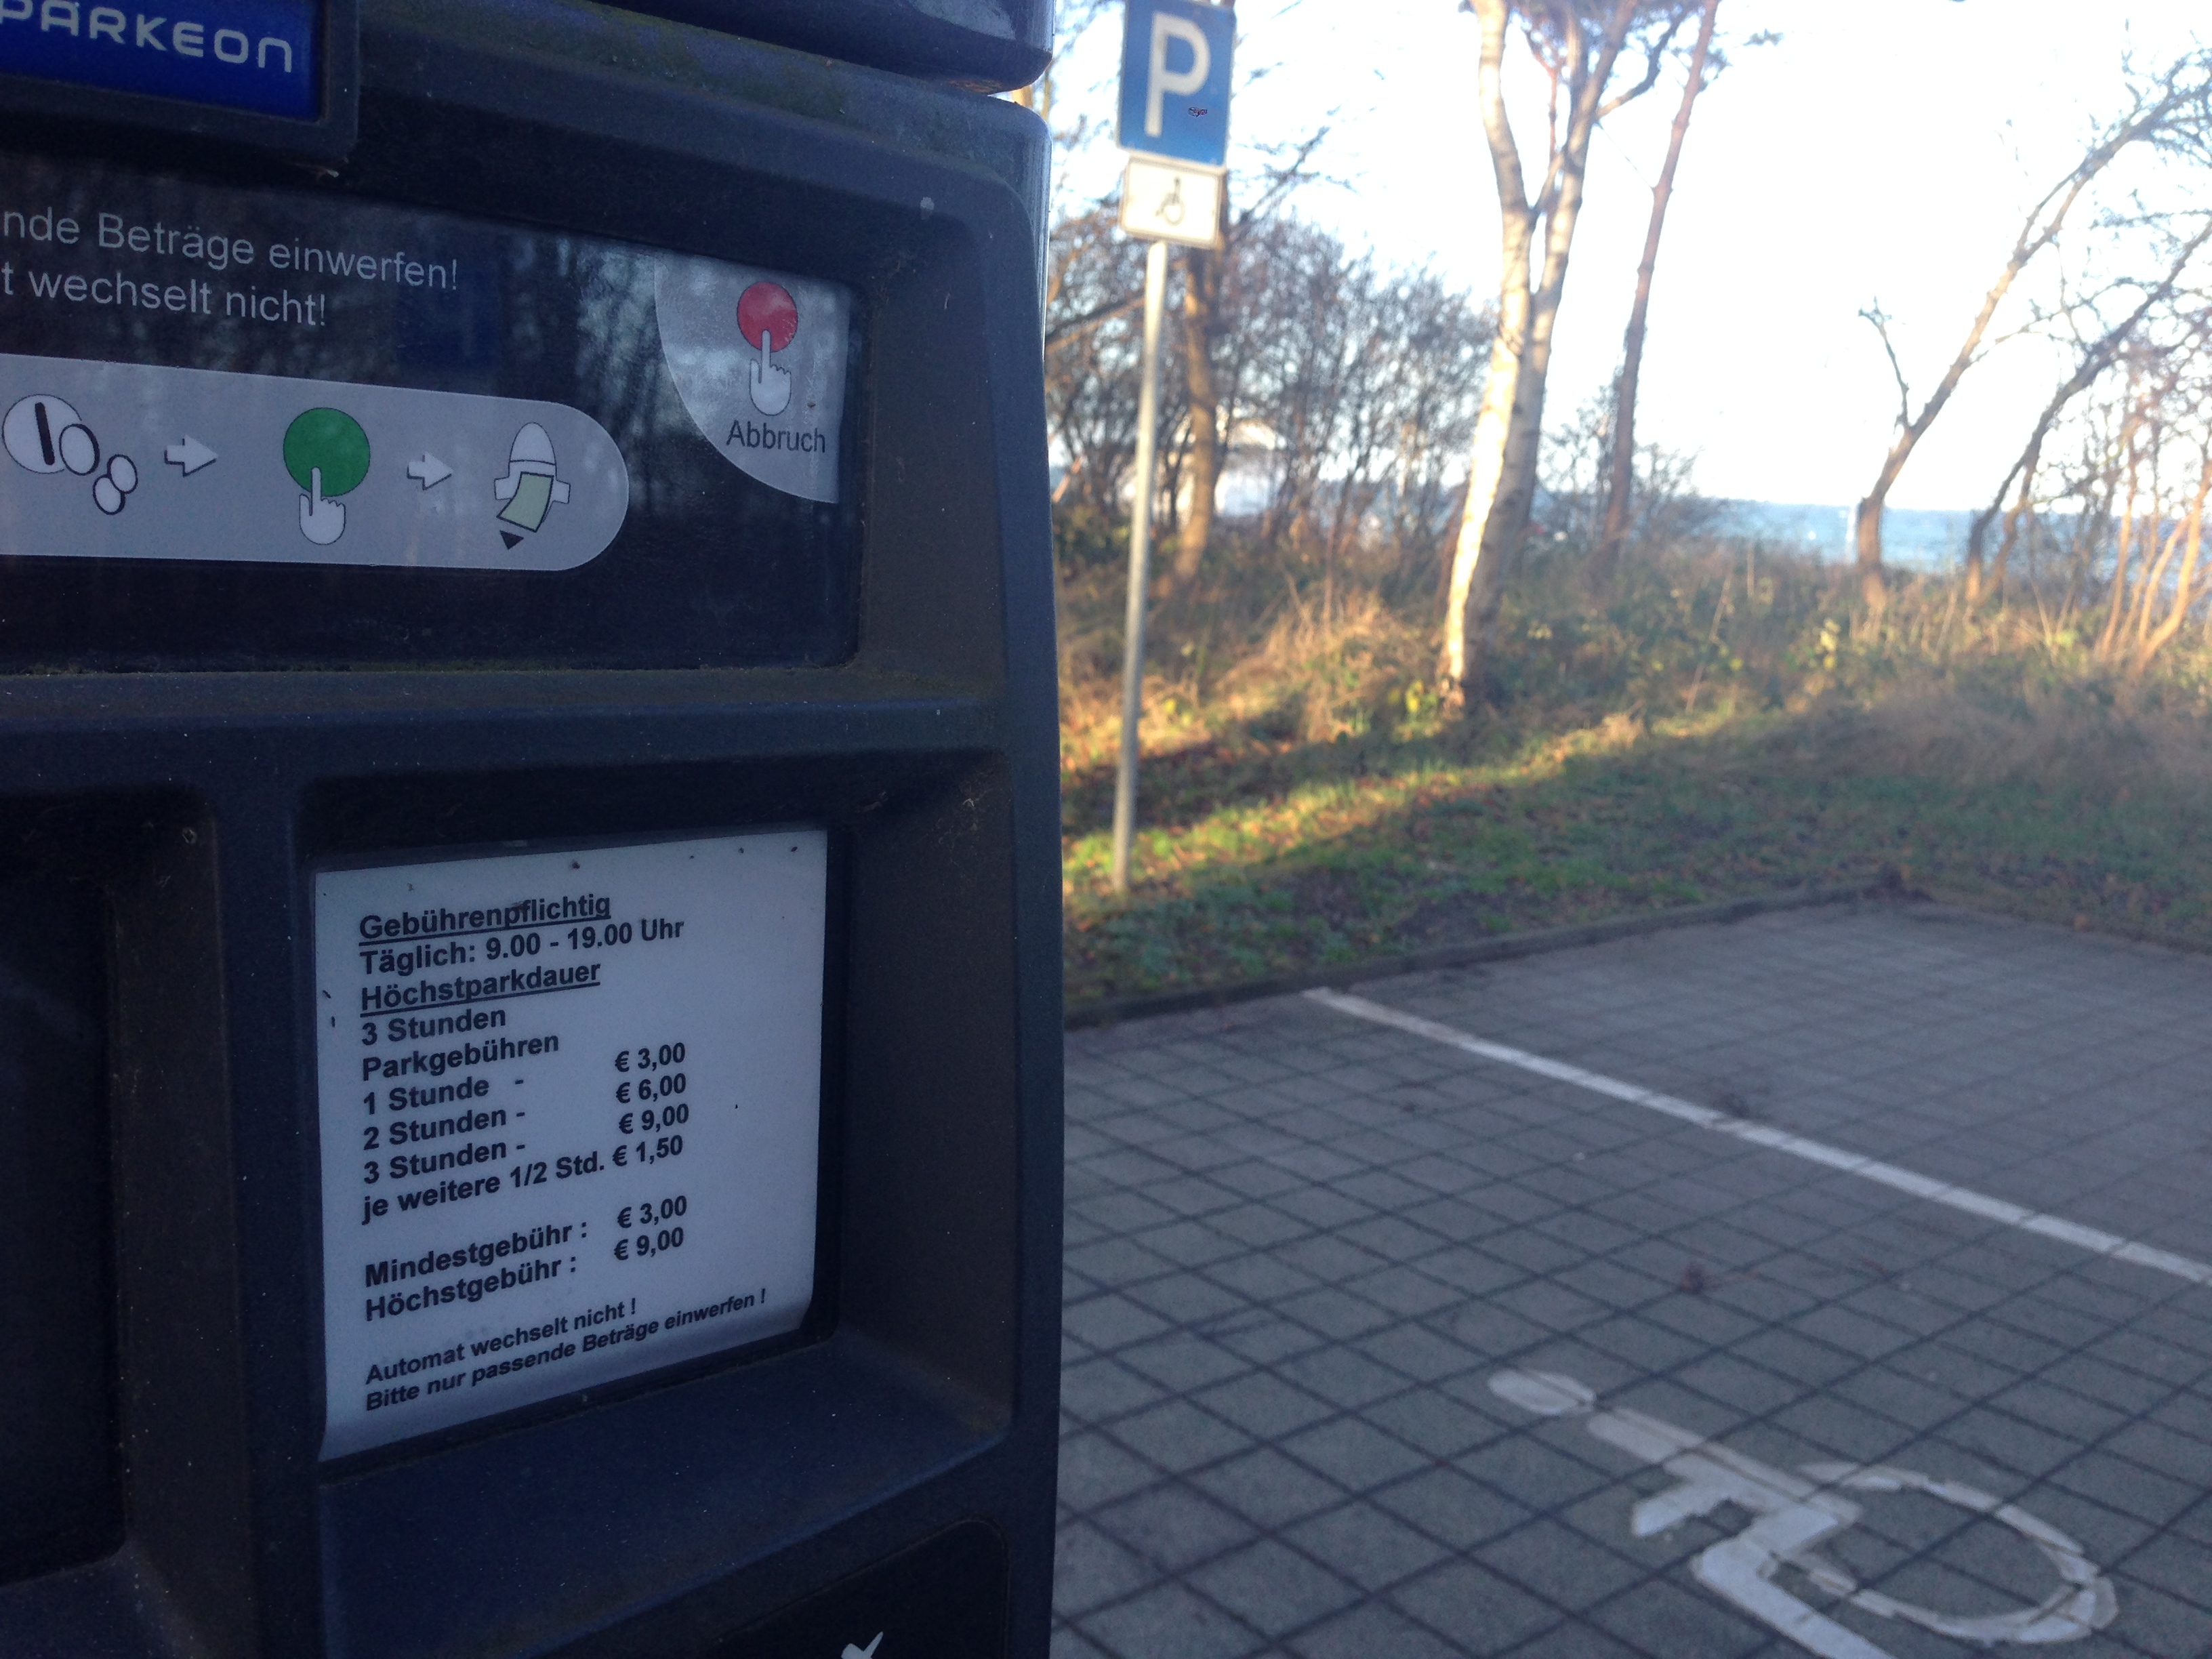 PARKEON
nde Beträge einwerfen!
t wechselt nicht!
Abbruch
P
Gebührenpflichtig
Täglich: 9.00 - 19.00 Uhr
Höchstparkdauer
3 Stunden
Parkgebühren
1 Stunde - € 3,00
2 Stunden - € 6,00
3 Stunden - € 9,00
je weitere 1/2 Std. € 1,50
Mindestgebühr : € 3,00
Höchstgebühr : € 9,00
Automat wechselt nicht !
Bitte nur passende Beträge einwerfen !